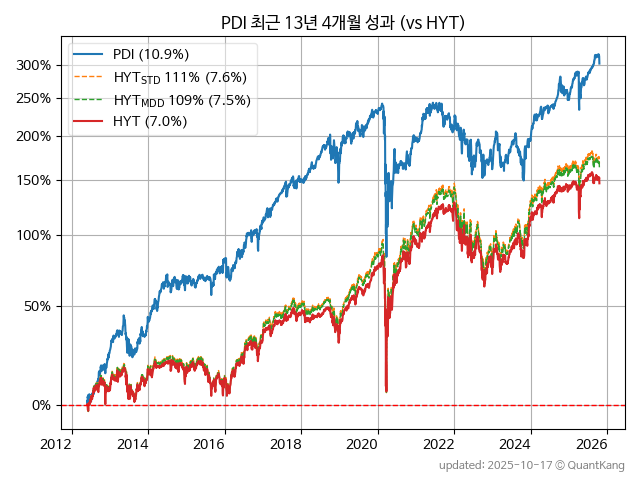 PDI 최근 13년 4개월 성과 (vs HYT)
PDI (10.9%)
HYT_STD 111% (7.6%)
HYT_MDD 109% (7.5%)
HYT (7.0%)
300%
250%
200%
150%
100%
50%
0%
2012 2014 2016 2018 2020 2022 2024 2026
updated: 2025-10-17 © QuantKang